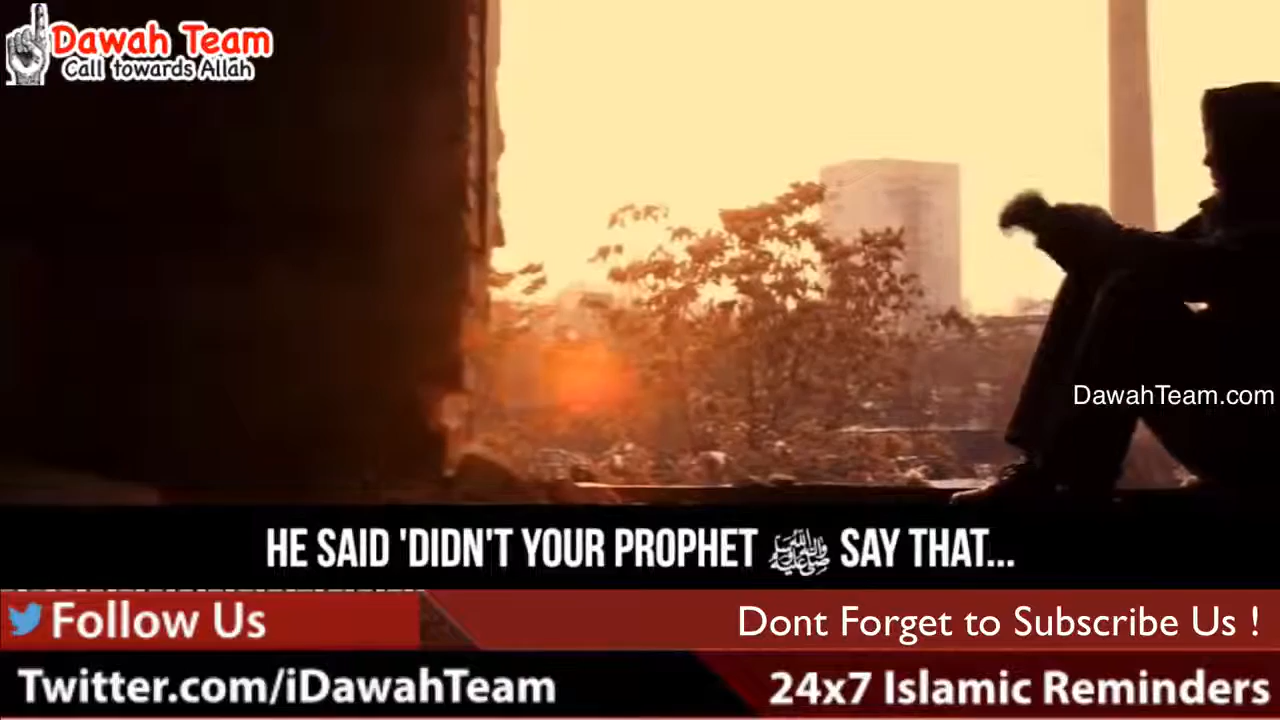 Dawah Team
Call towards Allah
DawahTeam.com
HE SAID 'DIDN'T YOUR PROPHET ﷺ SAY THAT...
Follow Us
Dont Forget to Subscribe Us !
Twitter.com/iDawahTeam
24x7 Islamic Reminders